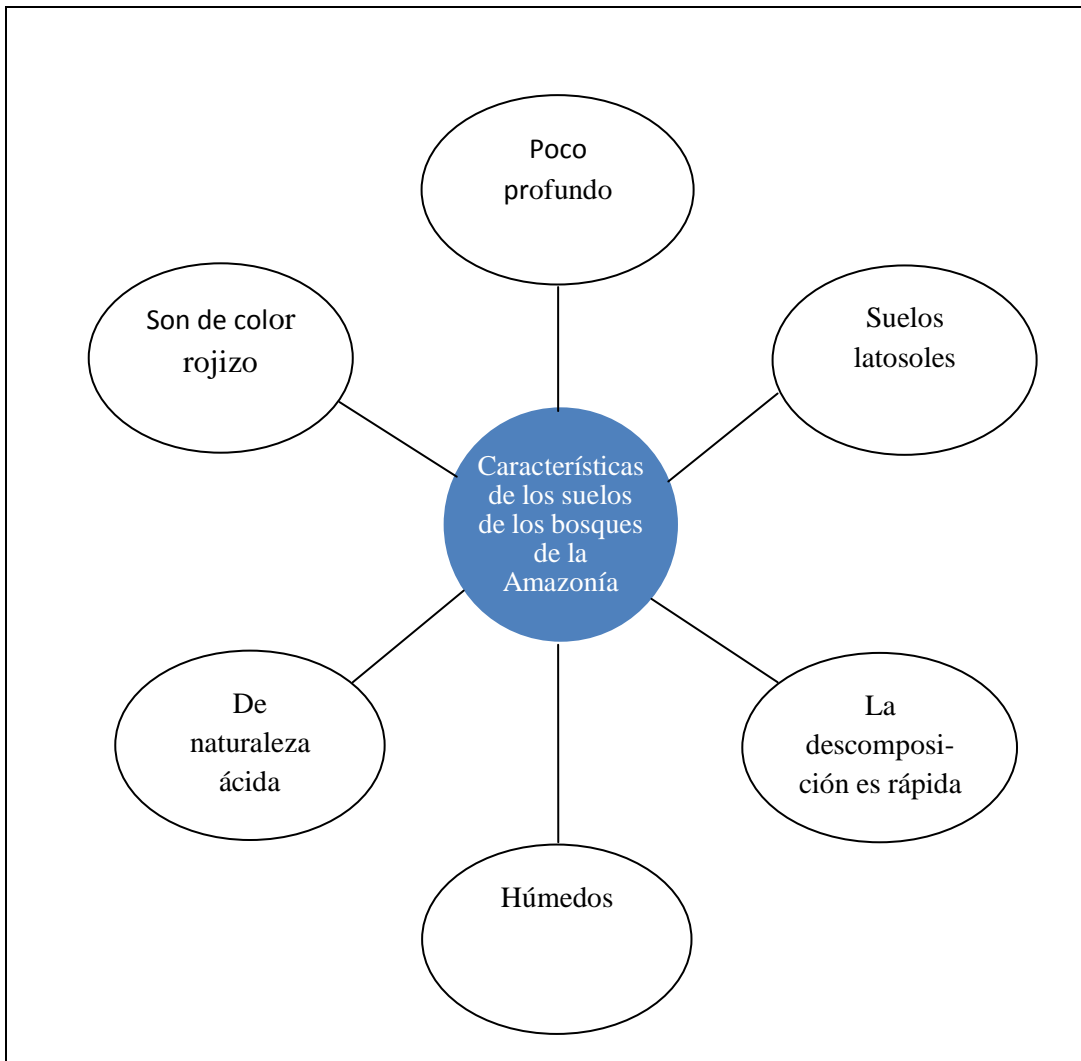 Poco
profundo
Son de color
rojizo
Suelos
latosoles
Características
de los suelos
de los bosques
de la
Amazonía
De
naturaleza
ácida
La
descomposi-
ción es rápida
Húmedos